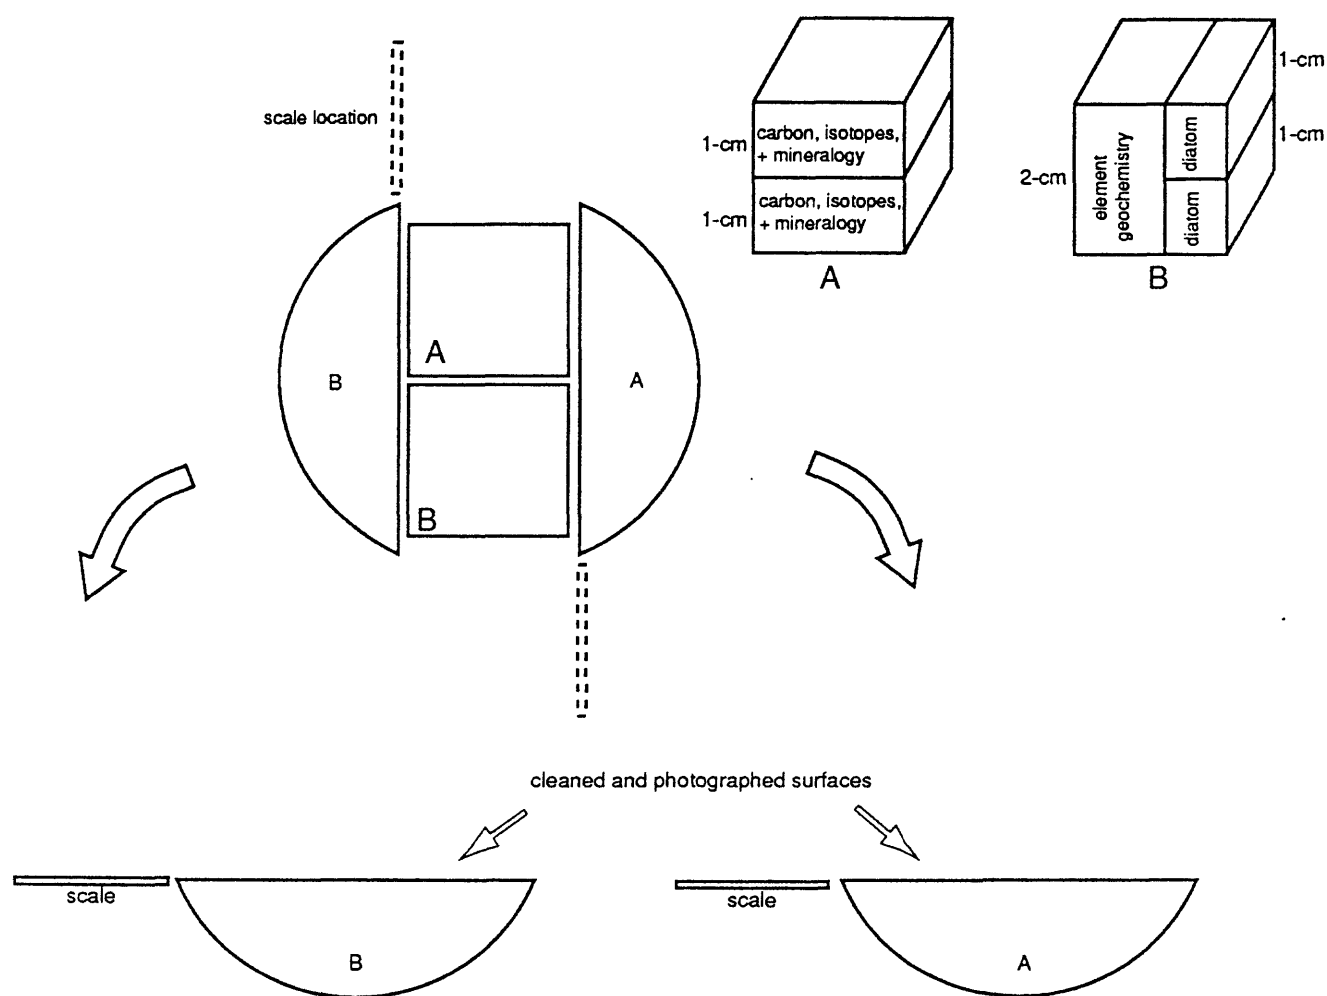 scale location
1-cm
carbon, isotopes,
+ mineralogy
1-cm
carbon, isotopes,
+ mineralogy
A
1-cm
1-cm
2-cm
element
geochemistry
diatom
diatom
B
B
A
B
A
cleaned and photographed surfaces
scale
B
scale
A